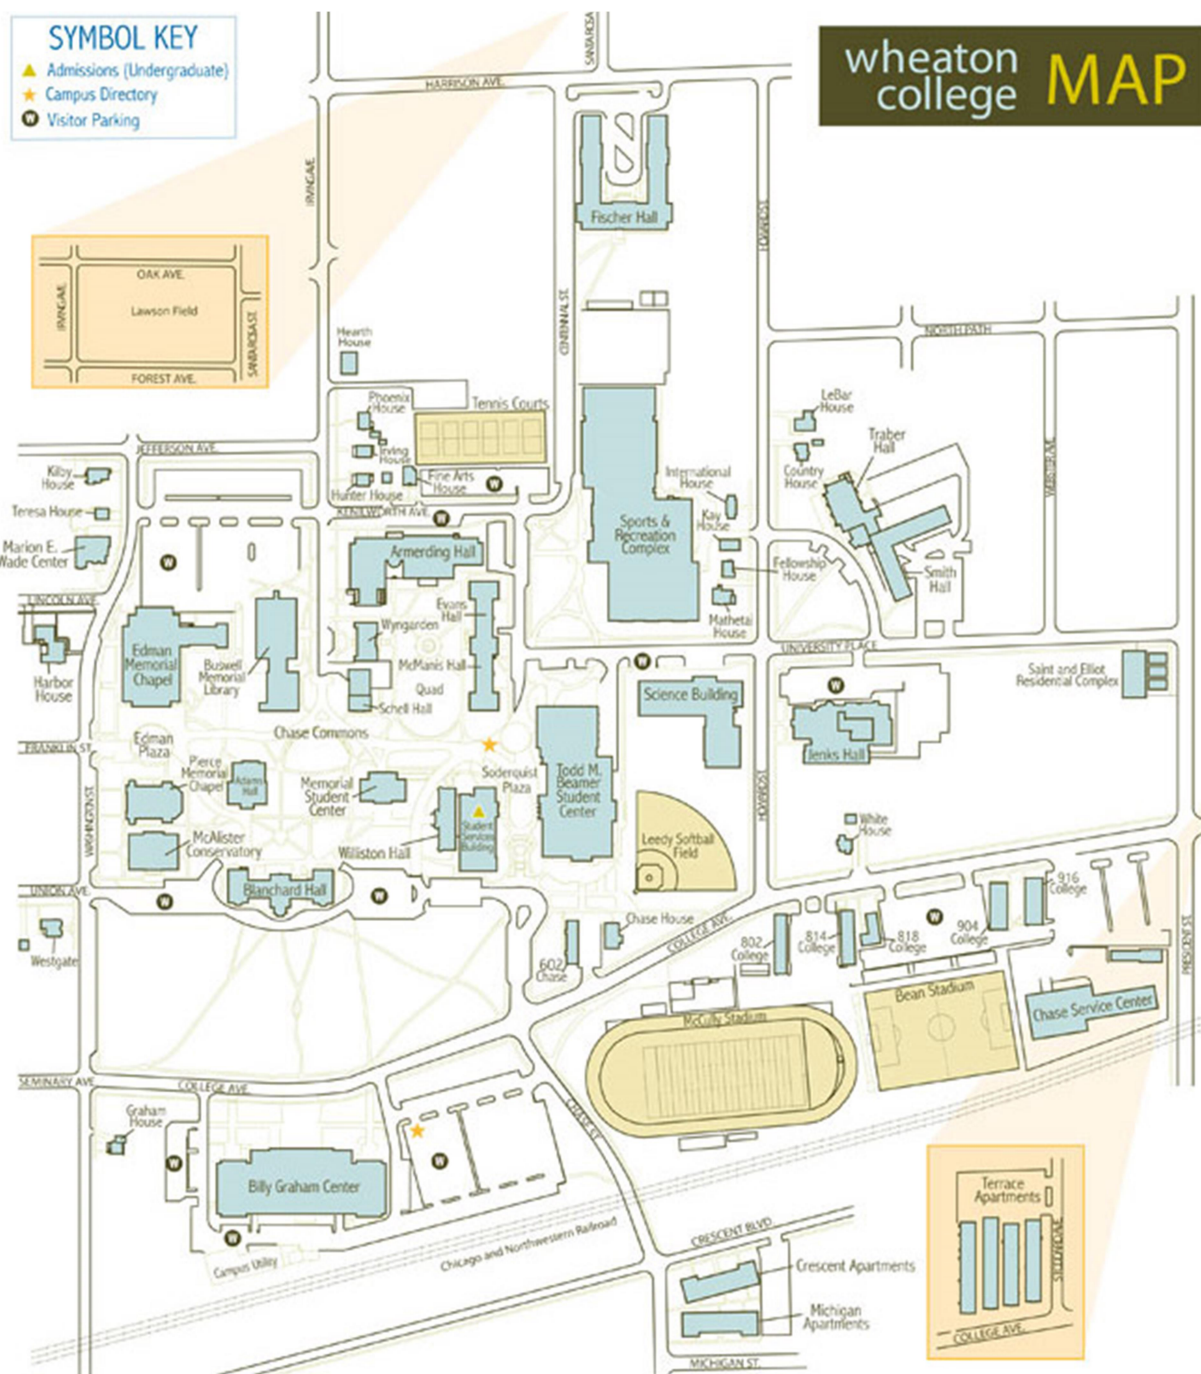 SYMBOL KEY
Admissions (Undergraduate)
Campus Directory
W Visitor Parking
wheaton
college
MAP
SANTA ROSA
HARRISON AVE.
IRVING AVE.
Fischer Hall
HOWARD ST.
OAK AVE.
IRVING AVE.
Lawson Field
SANTA ROSA ST.
FOREST AVE.
CENTENNIAL ST.
NORTH PATH
Hearth
House
Phoenix
House
Tennis Courts
LeBar
House
Traber
Hall
JEFFERSON AVE.
Irving
House
Kilby
House
Fine Arts
House
W
International
House
Country
House
WEBSTER AVE.
Hunter House
Teresa House
KENILWORTH AVE.
W
Kay
House
Sports &
Recreation
Complex
Marion E.
Wade Center
W
Armerding Hall
Fellowship
House
Smith
Hall
LINCOLN AVE.
Evans
Hall
Mathetai
House
Wyngarden
Edman
Memorial
Chapel
Buswell
Memorial
Library
McManis Hall
UNIVERSITY PLACE
W
Harbor
House
Quad
Science Building
W
Saint and Elliot
Residential Complex
Schell Hall
Chase Commons
FRANKLIN ST.
Edman
Plaza
Jenks Hall
Pierce
Memorial
Chapel
Adams
Hall
Memorial
Student
Center
Soderquist
Plaza
Todd M.
Beamer
Student
Center
HOWARD ST.
WASHINGTON ST.
McAlister
Conservatory
Williston Hall
Student
Services
Building
Leedy Softball
Field
White
House
UNION AVE.
Blanchard Hall
W
W
916
College
Chase House
COLLEGE AVE.
W
Westgate
602
Chase
802
College
814
College
818
College
904
College
PRESIDENT ST.
Bean Stadium
Chase Service Center
McCully Stadium
SEMINARY AVE.
COLLEGE AVE.
Graham
House
CHASE ST.
W
W
Billy Graham Center
Terrace
Apartments
W
Campus Utility
Chicago and Northwestern Railroad
CRESCENT BLVD.
Crescent Apartments
Michigan
Apartments
COLLEGE AVE.
MICHIGAN ST.